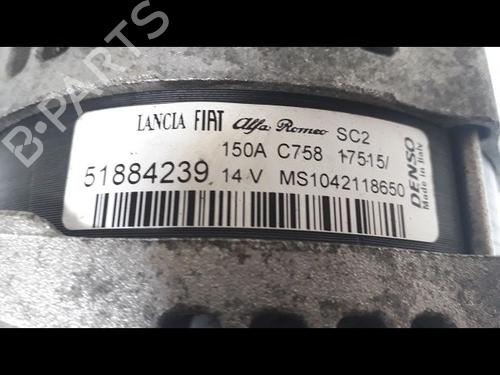 B-PARTS
LANCIA FIAT Alfa Romeo SC2
150A C758 17515/
51884239 14 V MS1042118650
DENSO
Made in Italy